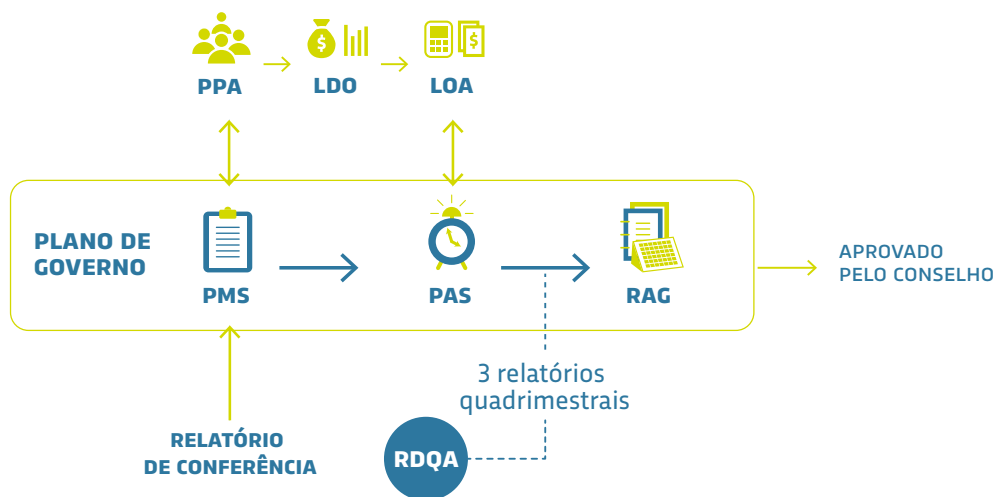 PPA
LDO
LOA
PLANO DE
GOVERNO
PMS
PAS
RAG
APROVADO
PELO CONSELHO
3 relatórios
quadrimestrais
RELATÓRIO
DE CONFERÊNCIA
RDQA